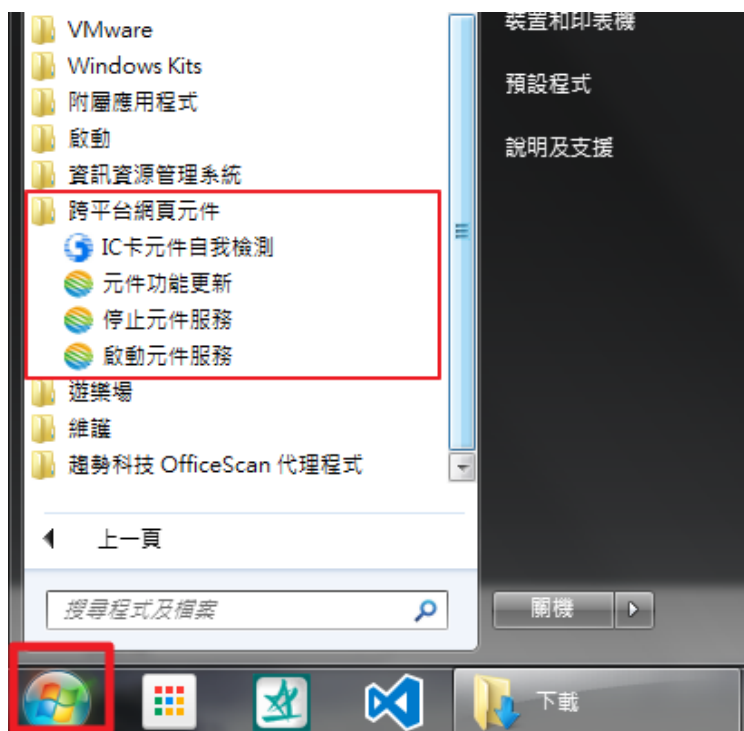 VMware
Windows Kits
附屬應用程式
啟動
資訊資源管理系統
跨平台網頁元件
IC卡元件自我檢測
元件功能更新
停止元件服務
啟動元件服務
遊樂場
維護
趨勢科技 OfficeScan 代理程式
上一頁
搜尋程式及檔案
裝置和印表機
預設程式
說明及支援
關機
下載